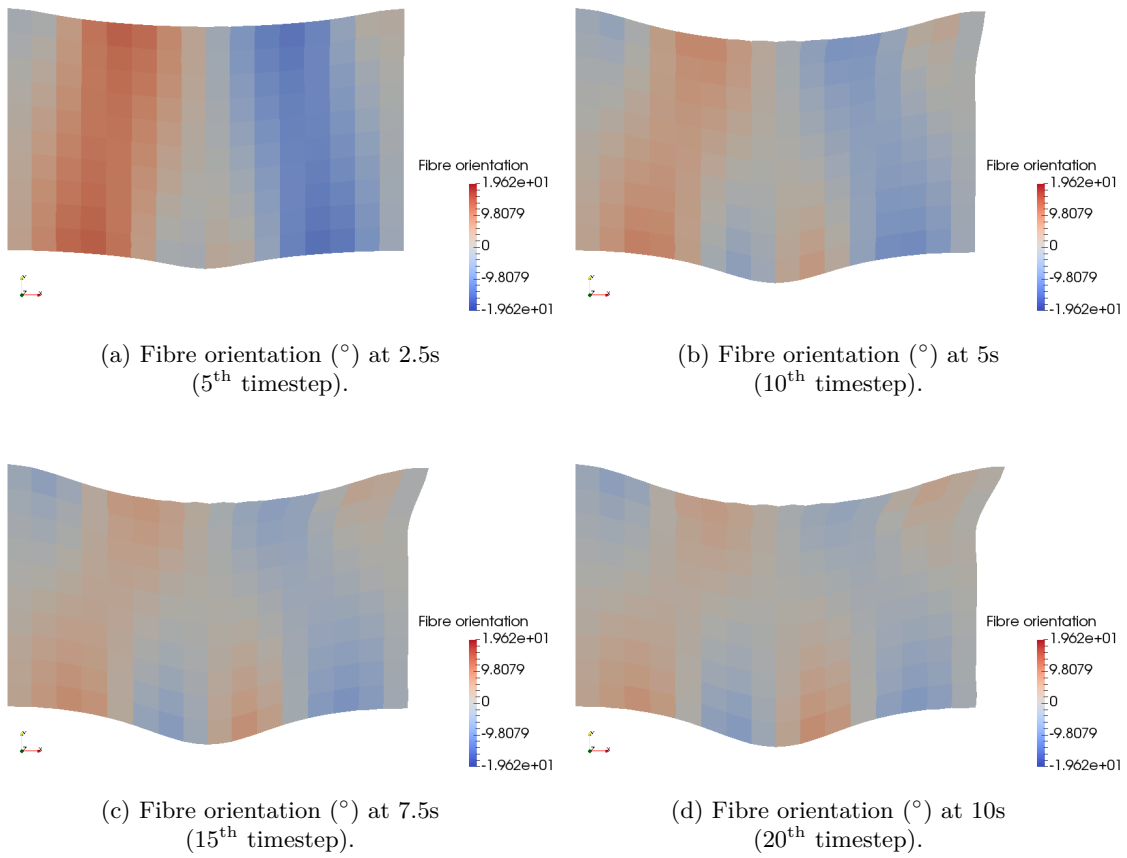 Fibre orientation
1.962e+01
9.8079
0
-9.8079
-1.962e+01
(a) Fibre orientation (°) at 2.5s
(5th timestep).
Fibre orientation
1.962e+01
9.8079
0
-9.8079
-1.962e+01
(b) Fibre orientation (°) at 5s
(10th timestep).
Fibre orientation
1.962e+01
9.8079
0
-9.8079
-1.962e+01
(c) Fibre orientation (°) at 7.5s
(15th timestep).
Fibre orientation
1.962e+01
9.8079
0
-9.8079
-1.962e+01
(d) Fibre orientation (°) at 10s
(20th timestep).